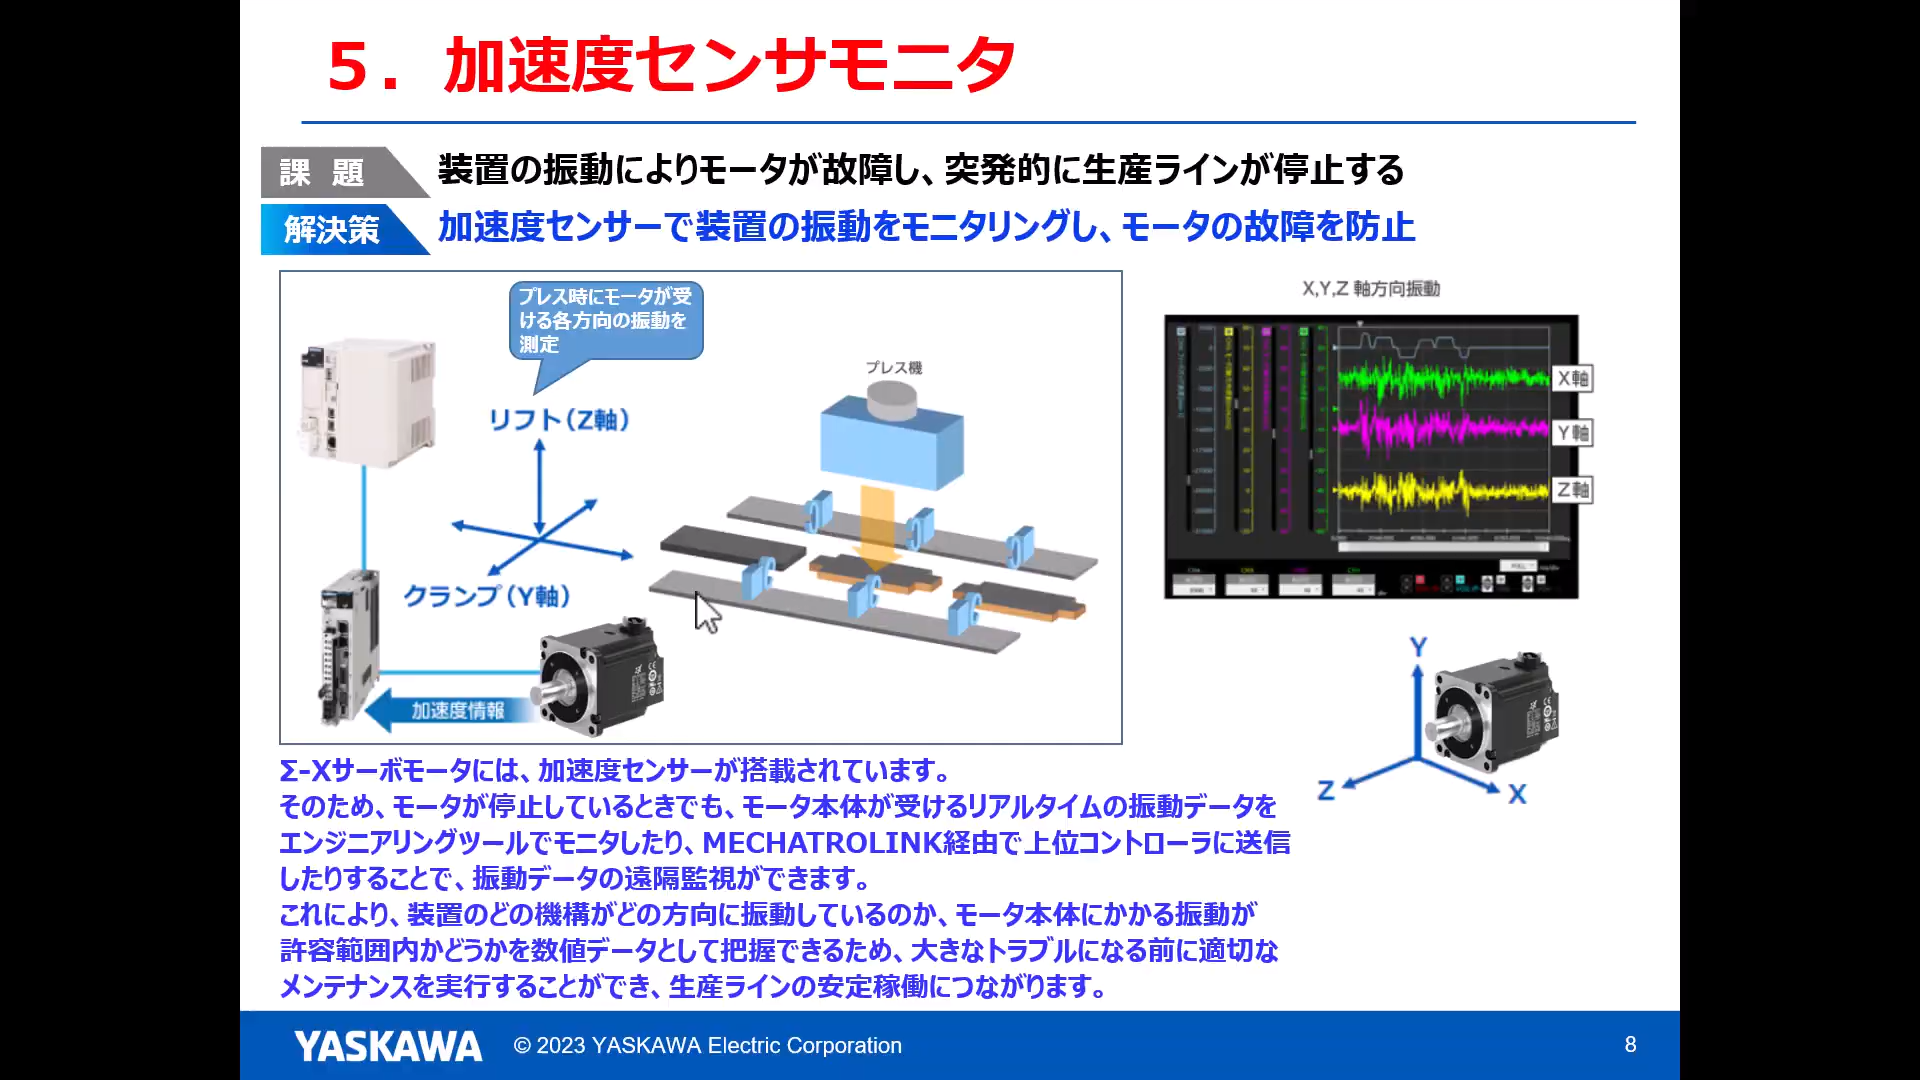 5．加速度センサモニタ
課 題
装置の振動によりモータが故障し、突発的に生産ラインが停止する
解決策
加速度センサーで装置の振動をモニタリングし、モータの故障を防止
プレス時にモータが受
ける各方向の振動を
測定
リフト（Z軸）
クランプ（Y軸）
プレス機
加速度情報
X,Y,Z 軸方向振動
X軸
Y軸
Z軸
Y
Z
X
Σ-Xサーボモータには、加速度センサーが搭載されています。
そのため、モータが停止しているときでも、モータ本体が受けるリアルタイムの振動データを
エンジニアリングツールでモニタしたり、MECHATROLINK経由で上位コントローラに送信
したりすることで、振動データの遠隔監視ができます。
これにより、装置のどの機構がどの方向に振動しているのか、モータ本体にかかる振動が
許容範囲内かどうかを数値データとして把握できるため、大きなトラブルになる前に適切な
メンテナンスを実行することができ、生産ラインの安定稼働につながります。
YASKAWA
© 2023 YASKAWA Electric Corporation
8